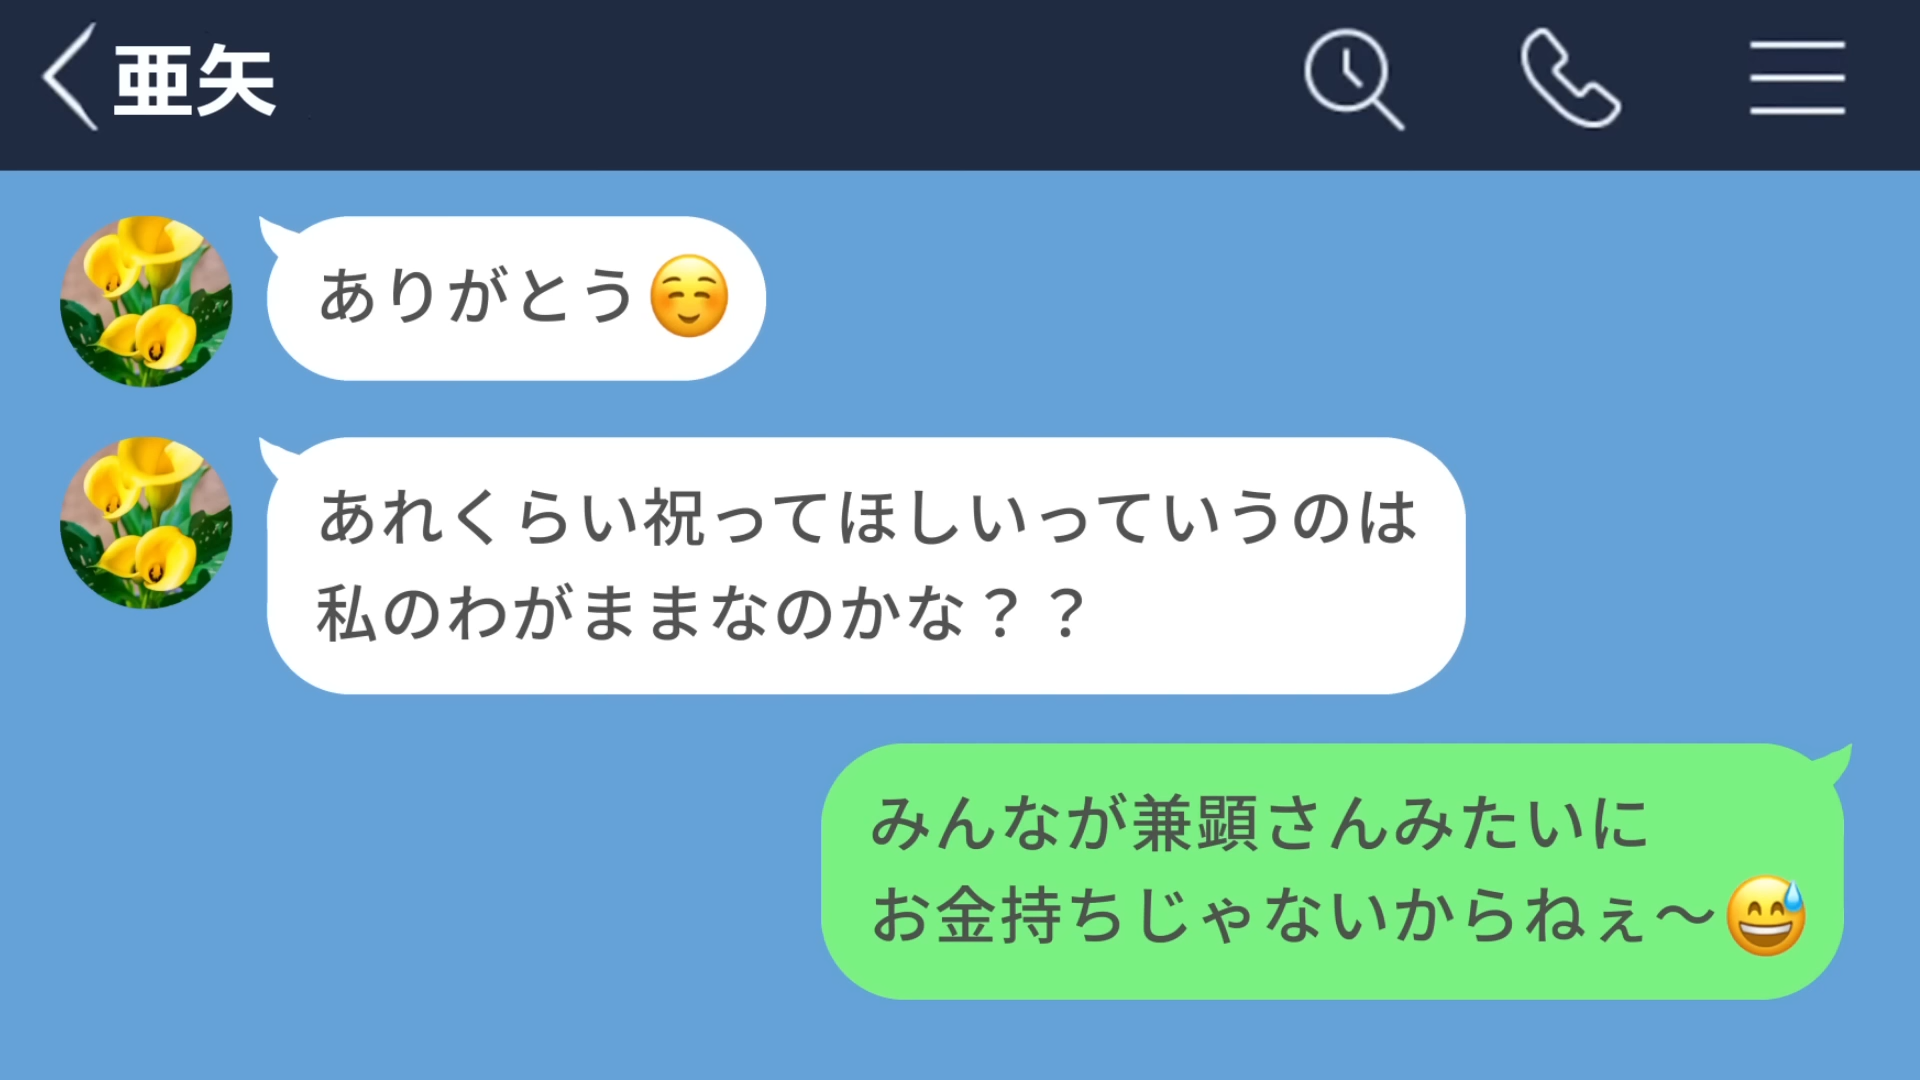 亜矢
ありがとう☺️
あれくらい祝ってほしいっていうのは
私のわがままなのかな？？
みんなが兼顕さんみたいに
お金持ちじゃないからねぇ〜😅